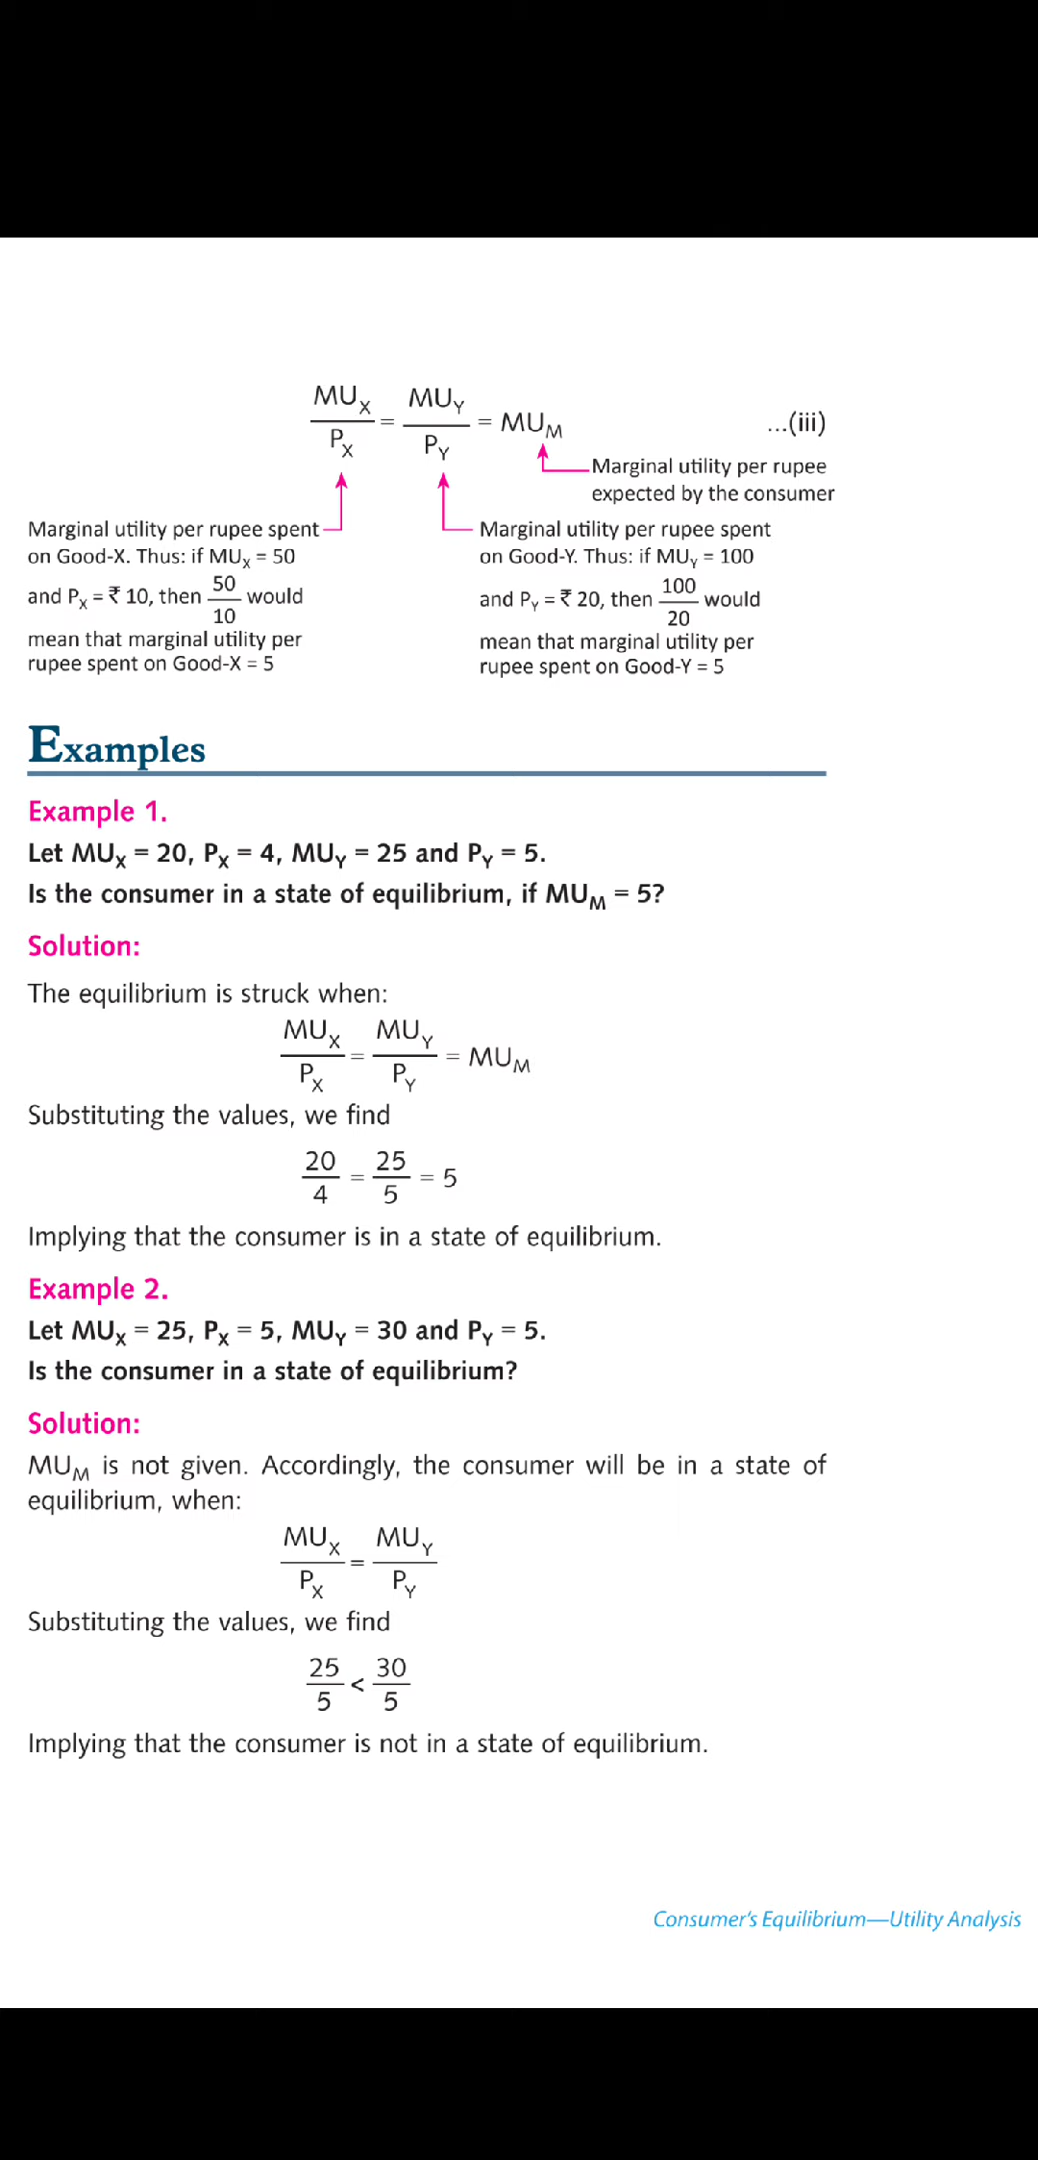 MUX/PX = MUY/PY = MUM ...(iii)
Marginal utility per rupee
expected by the consumer
Marginal utility per rupee spent
on Good-X. Thus: if MUX = 50
and PX = ₹ 10, then 50/10 would
mean that marginal utility per
rupee spent on Good-X = 5
Marginal utility per rupee spent
on Good-Y. Thus: if MUY = 100
and PY = ₹ 20, then 100/20 would
mean that marginal utility per
rupee spent on Good-Y = 5
Examples
Example 1.
Let MUX = 20, PX = 4, MUY = 25 and PY = 5.
Is the consumer in a state of equilibrium, if MUM = 5?
Solution:
The equilibrium is struck when:
MUX/PX = MUY/PY = MUM
Substituting the values, we find
20/4 = 25/5 = 5
Implying that the consumer is in a state of equilibrium.
Example 2.
Let MUX = 25, PX = 5, MUY = 30 and PY = 5.
Is the consumer in a state of equilibrium?
Solution:
MUM is not given. Accordingly, the consumer will be in a state of
equilibrium, when:
MUX/PX = MUY/PY
Substituting the values, we find
25/5 < 30/5
Implying that the consumer is not in a state of equilibrium.
Consumer's Equilibrium—Utility Analysis